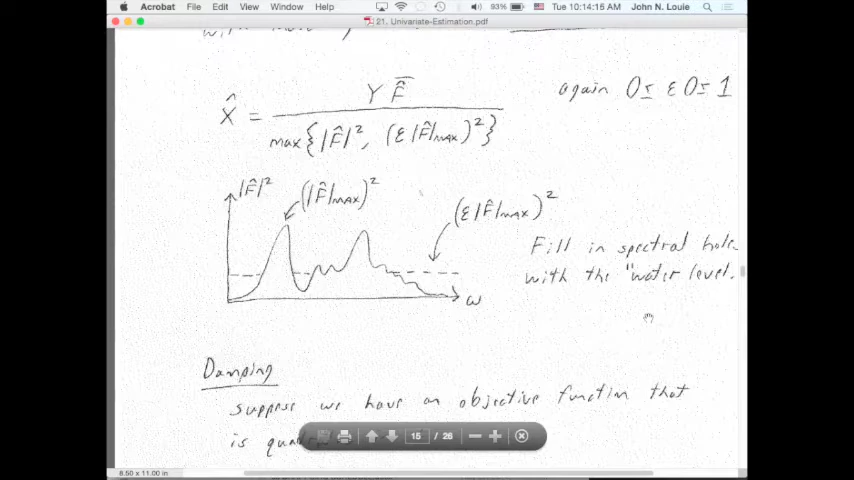 Acrobat File Edit View Window Help 93% Tue 10:14:15 AM John N. Louie
21. Univariate-Estimation.pdf
X̂ = Y F̂̄ / max{|F̂|², (ε|F̂|MAX)²}
again 0≤ ε 0≤ 1
|F̂|²
(|F̂|MAX)²
(ε|F̂|MAX)²
ω
Fill in spectral hole
with the "water level.
Damping
suppose we have an objective function that
is
15 / 26
8.50 x 11.00 in